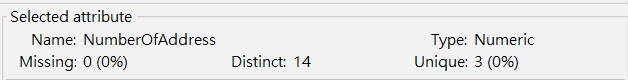 Selected attribute
Name: NumberOfAddress Type: Numeric
Missing: 0 (0%) Distinct: 14 Unique: 3 (0%)